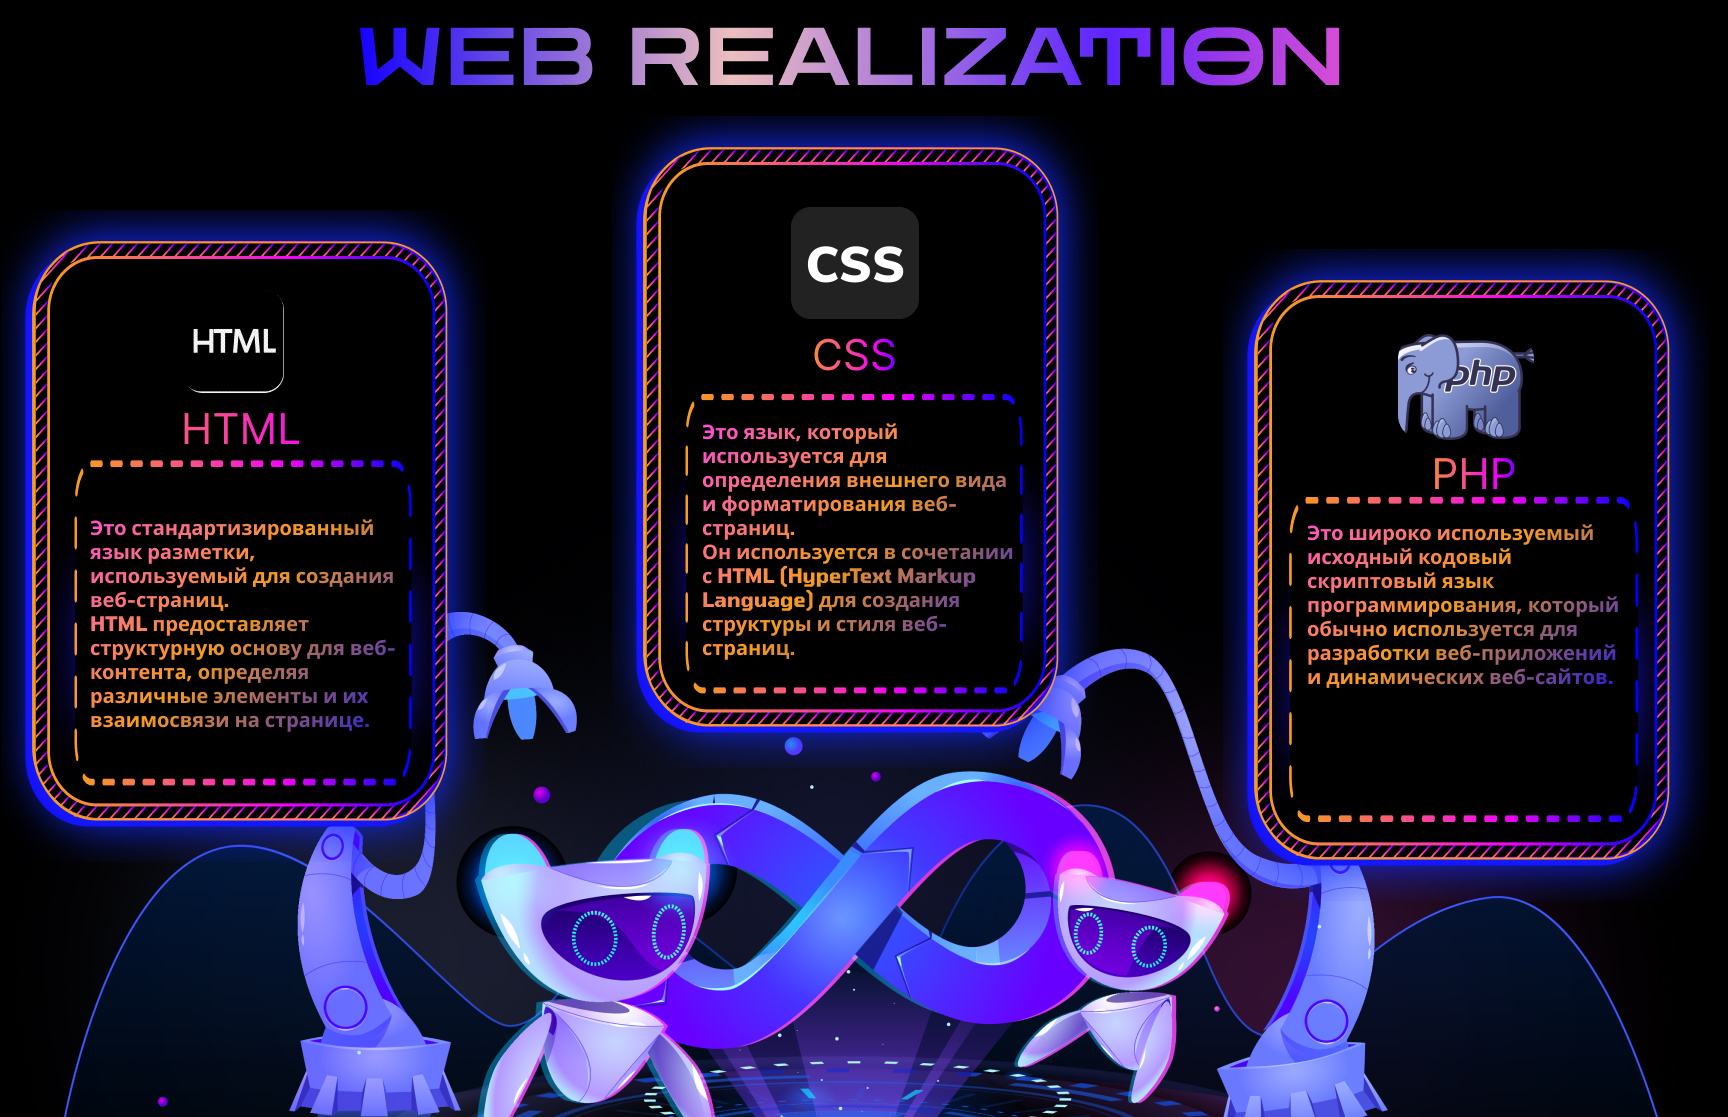 WEB REALIZATION
HTML
HTML
Это стандартизированный
язык разметки,
используемый для создания
веб-страниц.
HTML предоставляет
структурную основу для веб-
контента, определяя
различные элементы и их
взаимосвязи на странице.
CSS
CSS
Это язык, который
используется для
определения внешнего вида
и форматирования веб-
страниц.
Он используется в сочетании
с HTML (HyperText Markup
Language) для создания
структуры и стиля веб-
страниц.
php
PHP
Это широко используемый
исходный кодовый
скриптовый язык
программирования, который
обычно используется для
разработки веб-приложений
и динамических веб-сайтов.